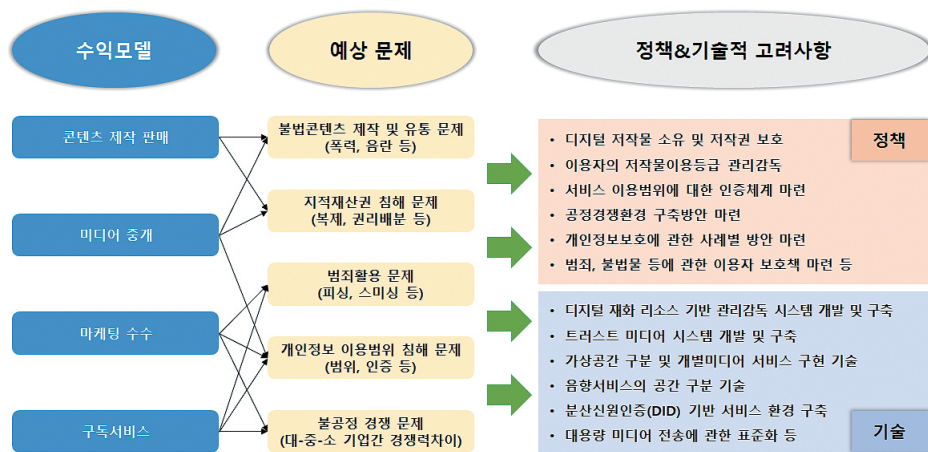 수익모델
예상 문제
정책&기술적 고려사항
콘텐츠 제작 판매
미디어 중개
마케팅 수수
구독서비스
불법콘텐츠 제작 및 유통 문제
(폭력, 음란 등)
지적재산권 침해 문제
(복제, 권리배분 등)
범죄활용 문제
(피싱, 스미싱 등)
개인정보 이용범위 침해 문제
(범위, 인증 등)
불공정 경쟁 문제
(대-중-소 기업간 경쟁력차이)
정책
• 디지털 저작물 소유 및 저작권 보호
• 이용자의 저작물이용등급 관리감독
• 서비스 이용범위에 대한 인증체계 마련
• 공정경쟁환경 구축방안 마련
• 개인정보보호에 관한 사례별 방안 마련
• 범죄, 불법물 등에 관한 이용자 보호책 마련 등
• 디지털 재화 리소스 기반 관리감독 시스템 개발 및 구축
• 트러스트 미디어 시스템 개발 및 구축
• 가상공간 구분 및 개별미디어 서비스 구현 기술
• 음향서비스의 공간 구분 기술
• 분산신원인증(DID) 기반 서비스 환경 구축
• 대용량 미디어 전송에 관한 표준화 등
기술